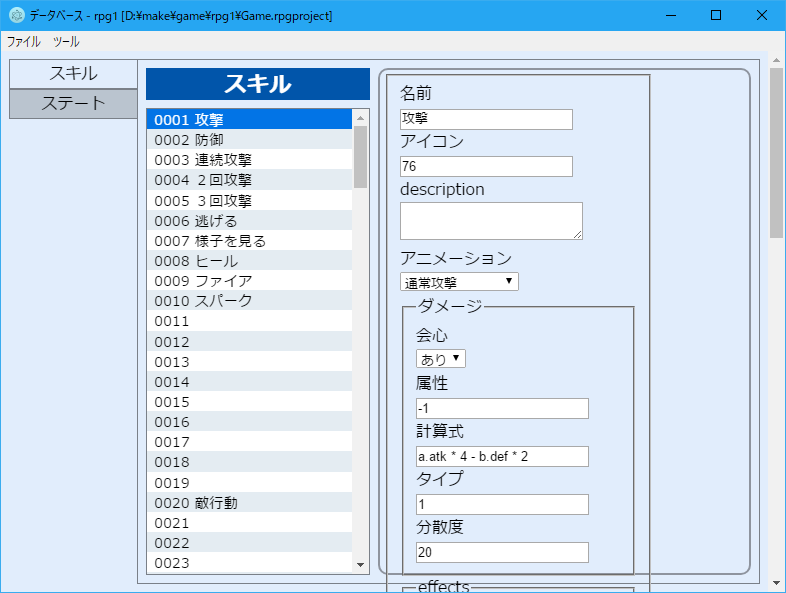 データベース - rpg1 [D:¥make¥game¥rpg1¥Game.rpgproject]
ファイル ツール
スキル
ステート
スキル
0001 攻撃
0002 防御
0003 連続攻撃
0004 ２回攻撃
0005 ３回攻撃
0006 逃げる
0007 様子を見る
0008 ヒール
0009 ファイア
0010 スパーク
0011
0012
0013
0014
0015
0016
0017
0018
0019
0020 敵行動
0021
0022
0023
名前
攻撃
アイコン
76
description
アニメーション
通常攻撃
ダメージ
会心
あり
属性
-1
計算式
a.atk * 4 - b.def * 2
タイプ
1
分散度
20
effects